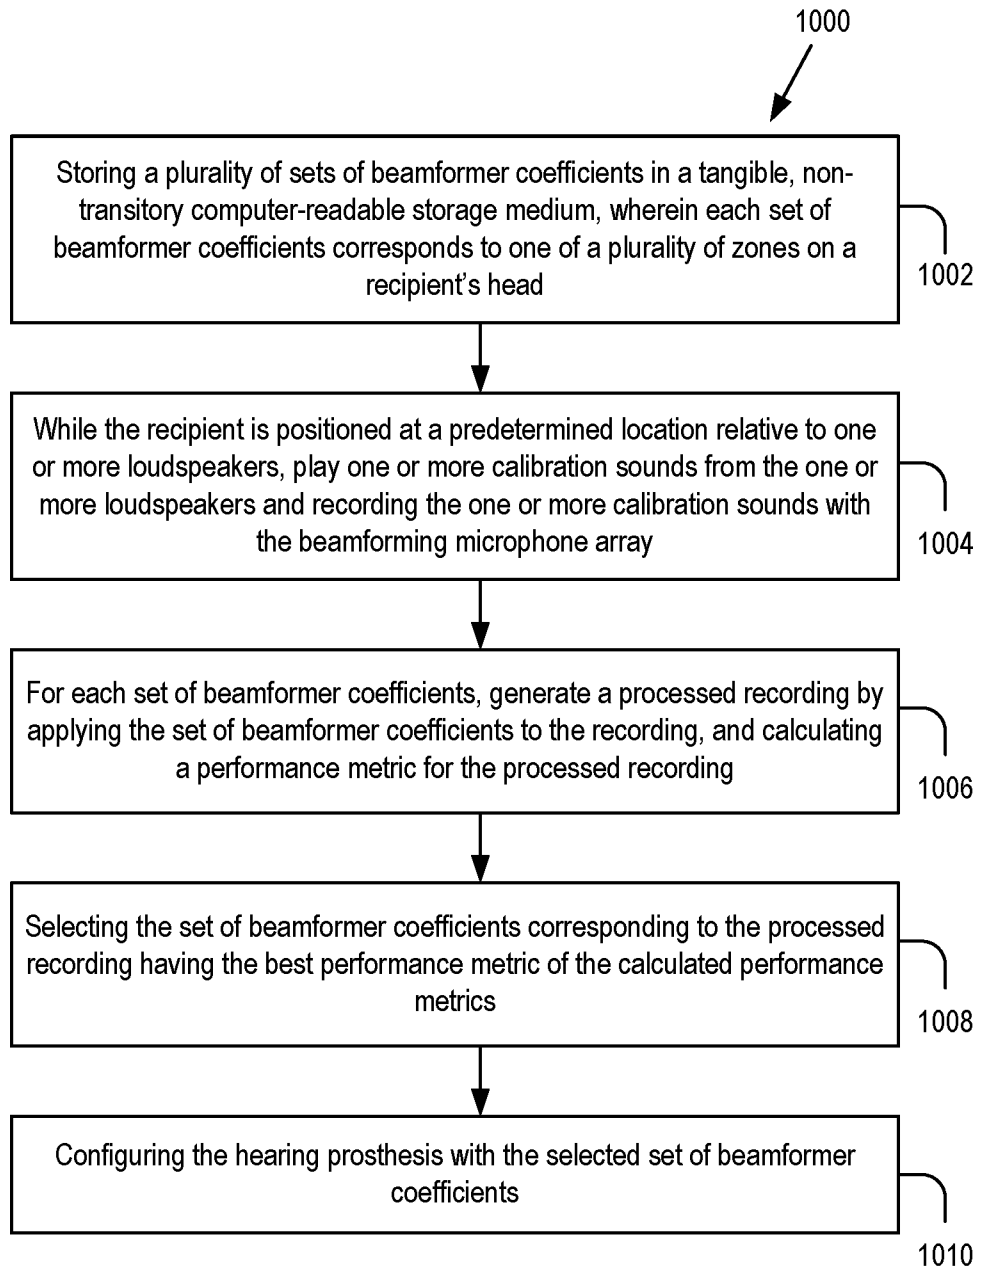 1000
Storing a plurality of sets of beamformer coefficients in a tangible, non-
transitory computer-readable storage medium, wherein each set of
beamformer coefficients corresponds to one of a plurality of zones on a
recipient's head
1002
While the recipient is positioned at a predetermined location relative to one
or more loudspeakers, play one or more calibration sounds from the one or
more loudspeakers and recording the one or more calibration sounds with
the beamforming microphone array
1004
For each set of beamformer coefficients, generate a processed recording by
applying the set of beamformer coefficients to the recording, and calculating
a performance metric for the processed recording
1006
Selecting the set of beamformer coefficients corresponding to the processed
recording having the best performance metric of the calculated performance
metrics
1008
Configuring the hearing prosthesis with the selected set of beamformer
coefficients
1010